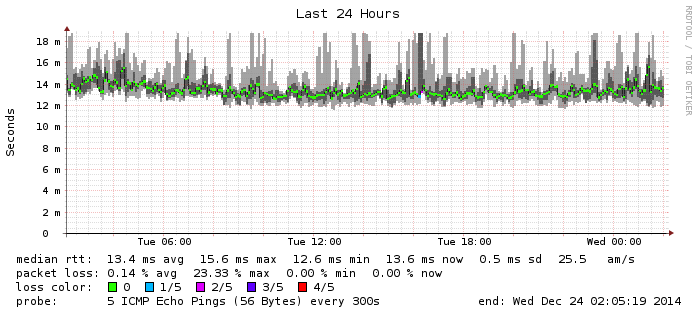 Last 24 Hours
RRDTOOL / TOBI OETIKER
Seconds
18 m
16 m
14 m
12 m
10 m
8 m
6 m
4 m
2 m
0
Tue 06:00 Tue 12:00 Tue 18:00 Wed 00:00
median rtt: 13.4 ms avg 15.6 ms max 12.6 ms min 13.6 ms now 0.5 ms sd 25.5 am/s
packet loss: 0.14 % avg 23.33 % max 0.00 % min 0.00 % now
loss color: 0 1/5 2/5 3/5 4/5
probe: 5 ICMP Echo Pings (56 Bytes) every 300s end: Wed Dec 24 02:05:19 2014